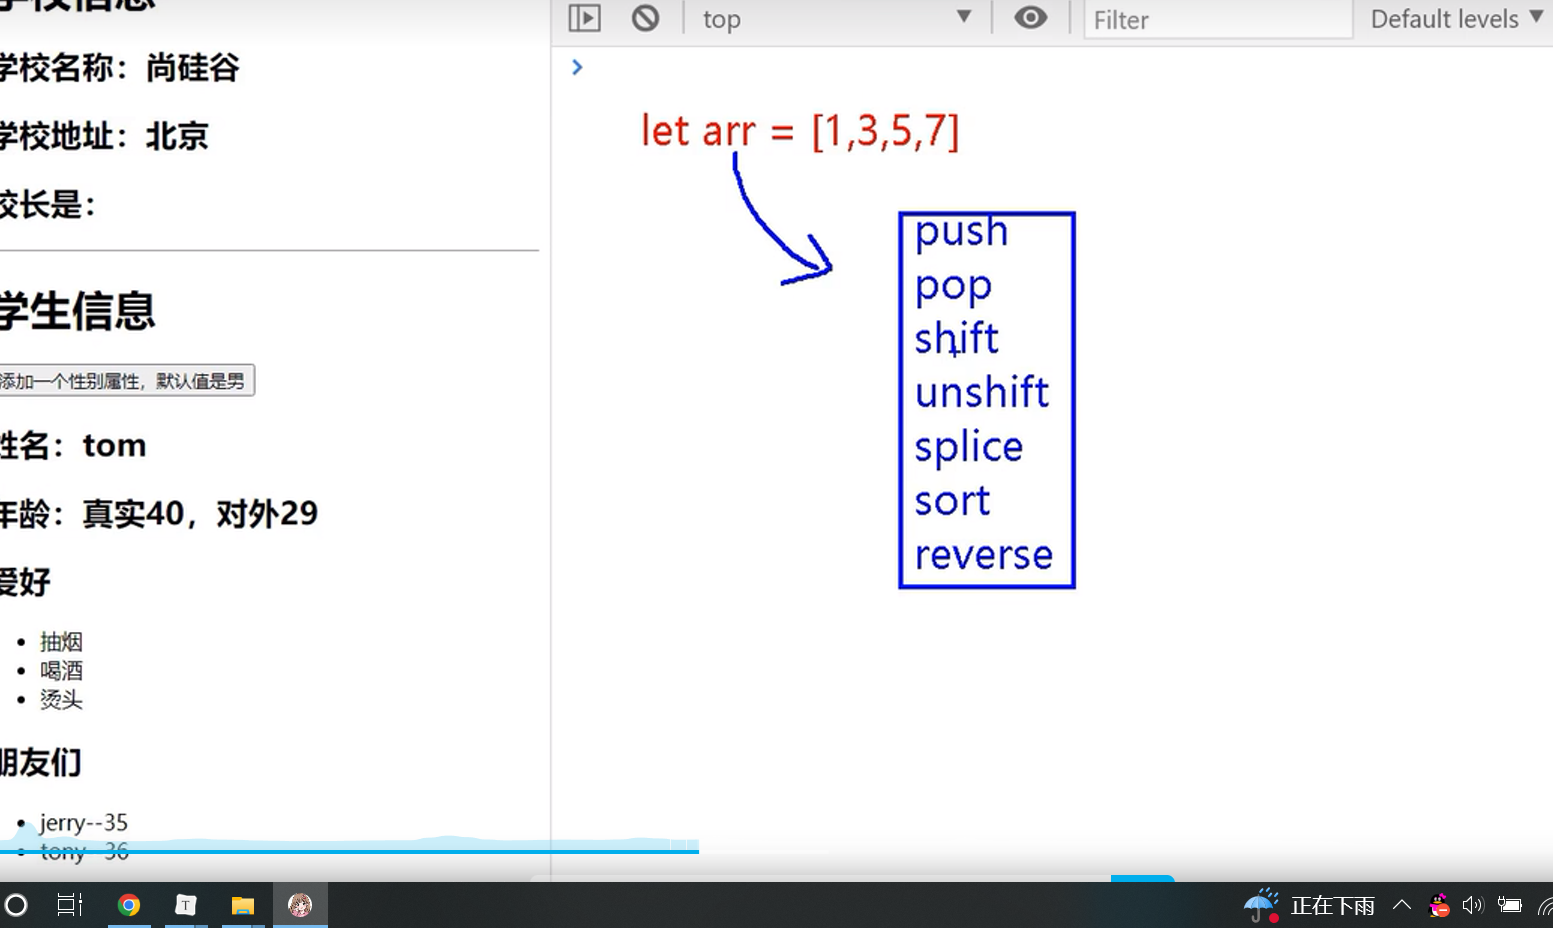 学校信息
学校名称：尚硅谷
学校地址：北京
校长是：
学生信息
添加一个性别属性，默认值是男
姓名：tom
年龄：真实40，对外29
爱好
抽烟
喝酒
烫头
朋友们
jerry--35
tony--36
top
Filter
Default levels
let arr = [1,3,5,7]
push
pop
shift
unshift
splice
sort
reverse
T
正在下雨